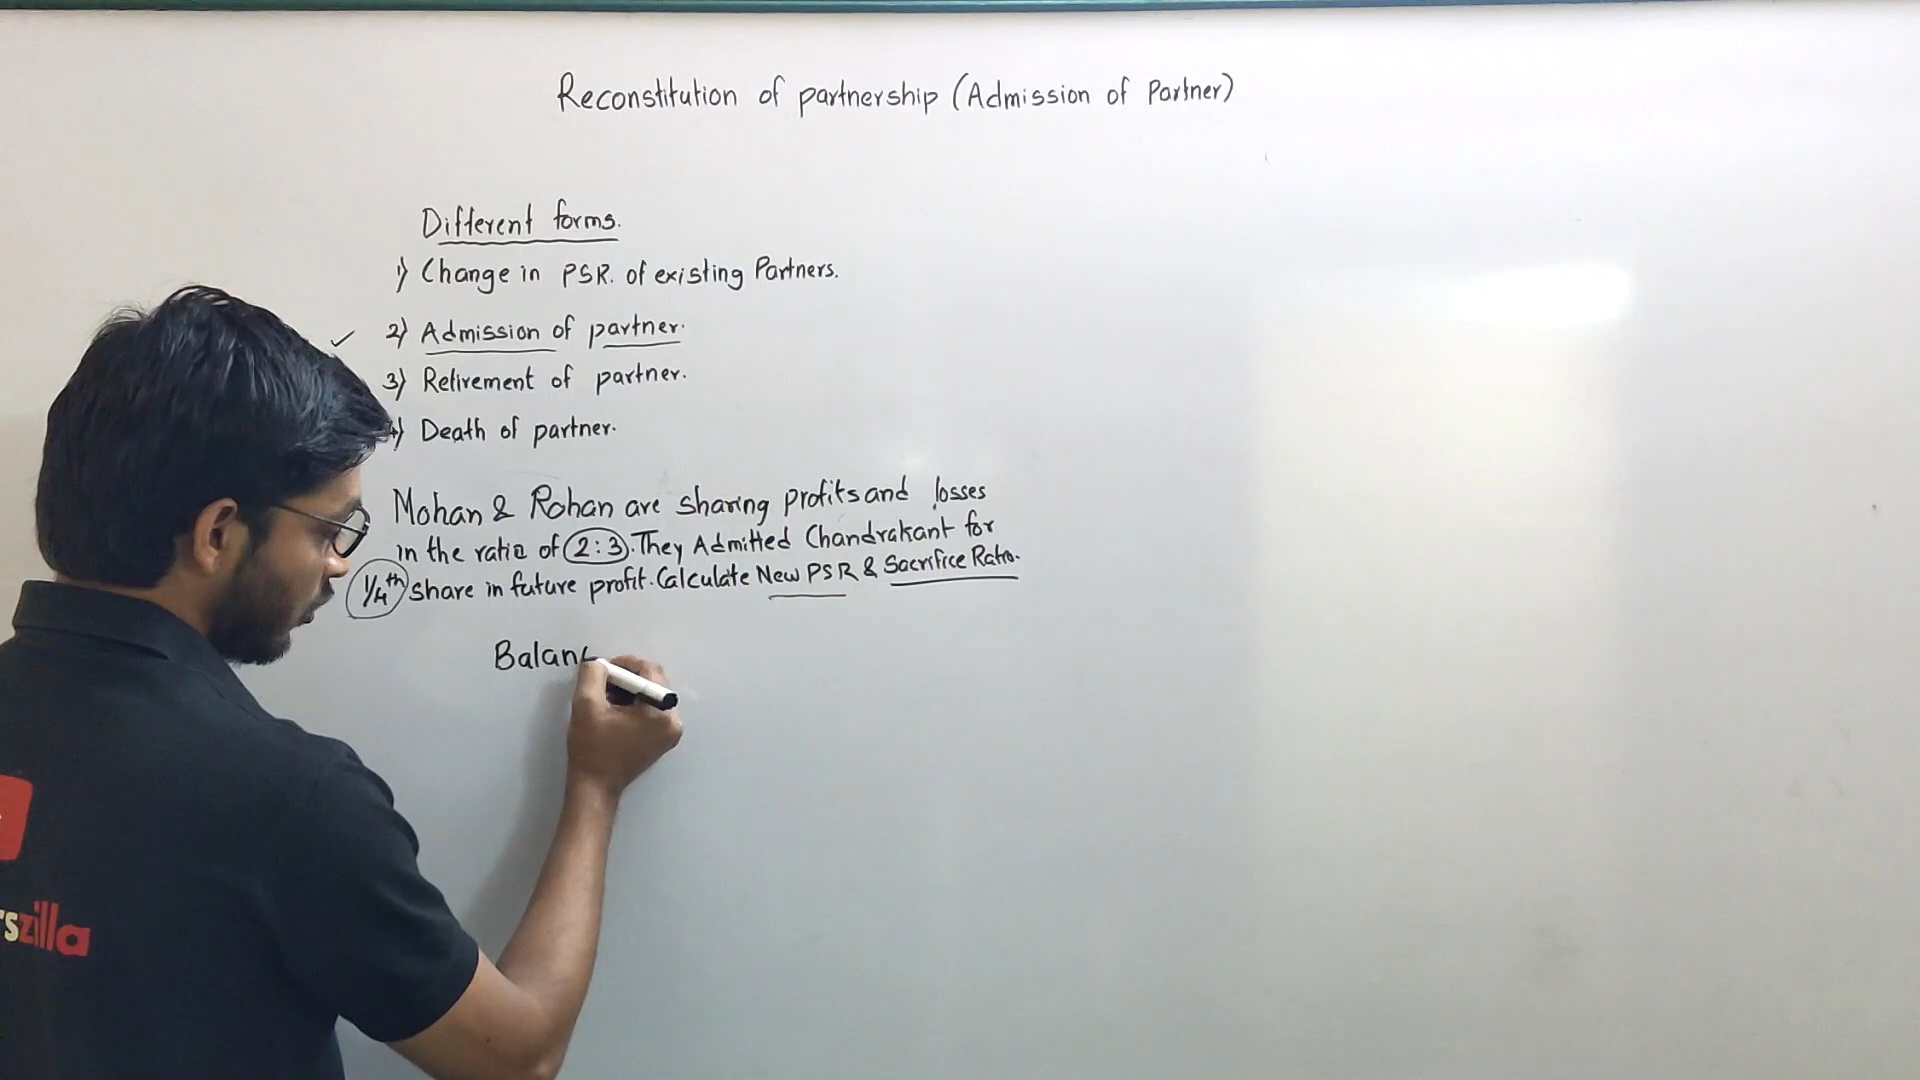 Reconstitution of partnership (Admission of Partner)
Different forms.
1) Change in PSR. of existing Partners.
2) Admission of partner.
3) Retirement of partner.
4) Death of partner.
Mohan & Rohan are sharing profits and losses
in the ratio of 2:3. They Admitted Chandrakant for
1/4th share in future profit. Calculate New PSR & Sacrifice Ratio.
Balanc
szilla